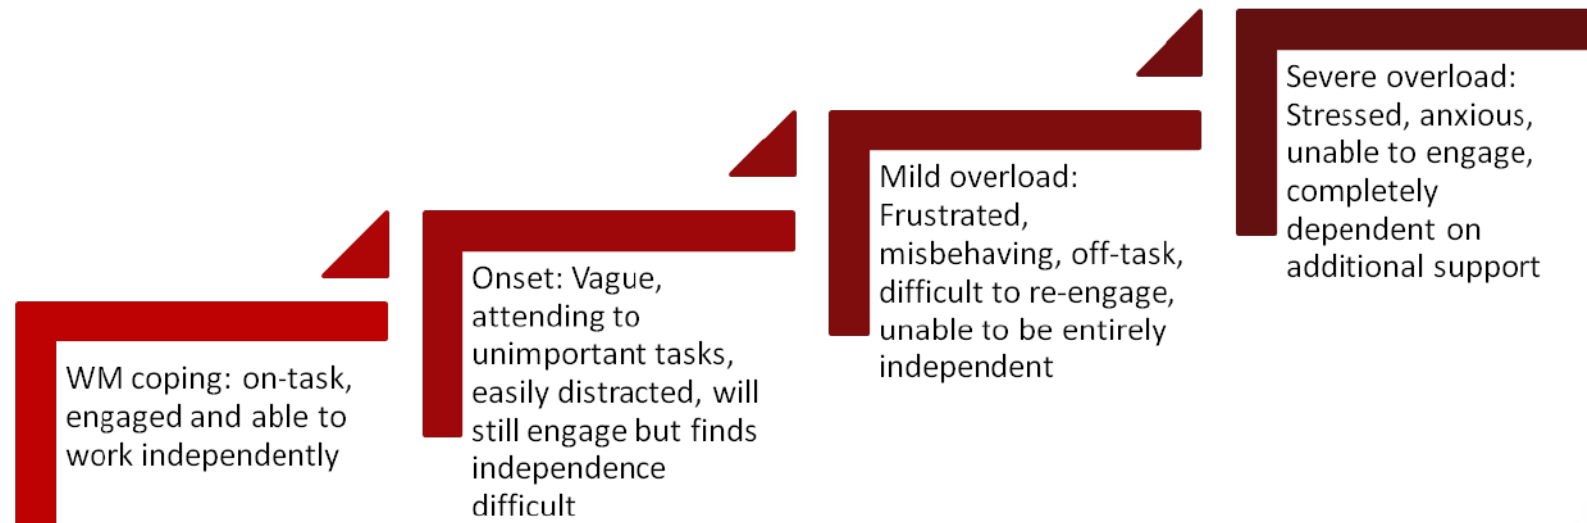 WM coping: on-task,
engaged and able to
work independently
Onset: Vague,
attending to
unimportant tasks,
easily distracted, will
still engage but finds
independence
difficult
Mild overload:
Frustrated,
misbehaving, off-task,
difficult to re-engage,
unable to be entirely
independent
Severe overload:
Stressed, anxious,
unable to engage,
completely
dependent on
additional support